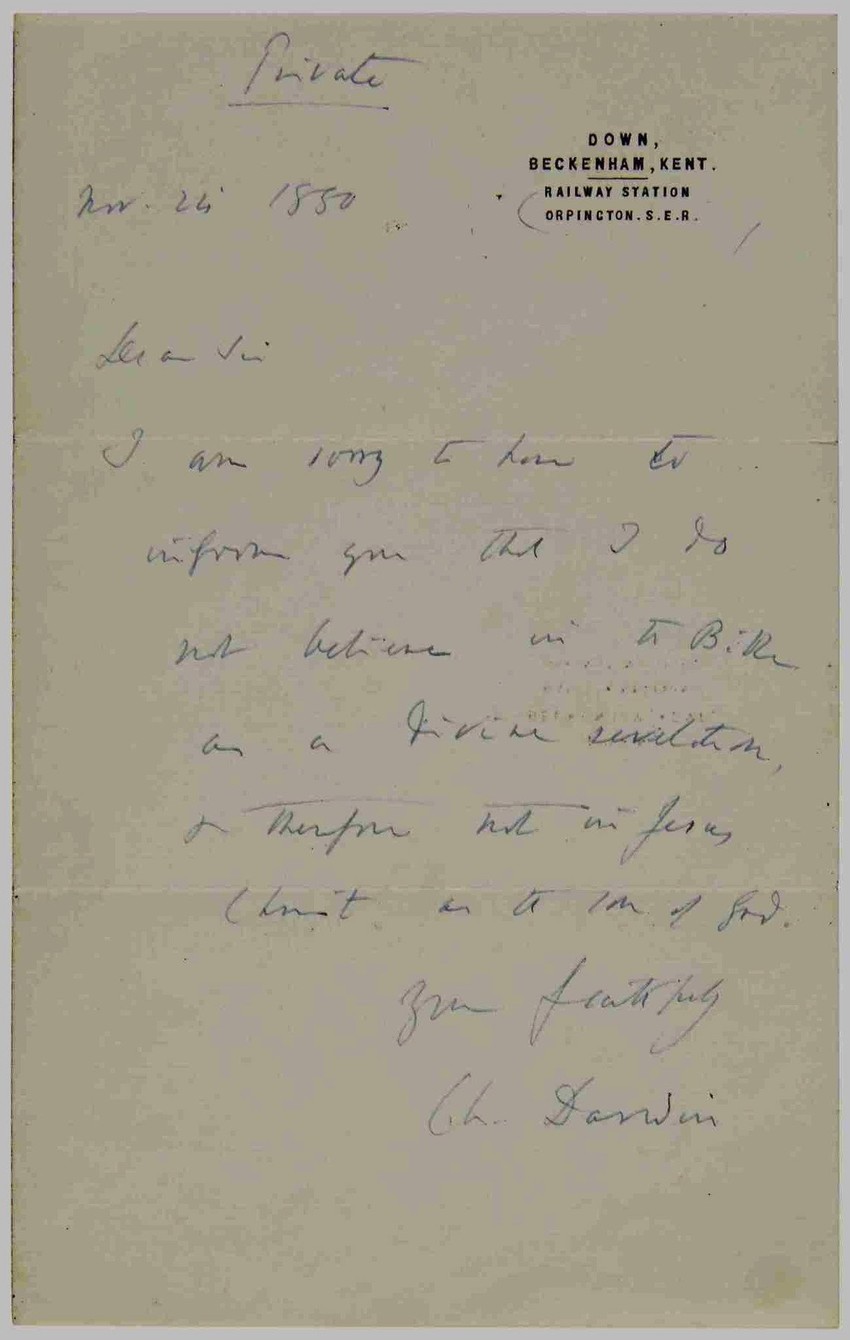 Private
DOWN,
BECKENHAM, KENT.
RAILWAY STATION
ORPINGTON. S.E.R.
Nov. 24 1880
Dear Sir
I am sorry to have to
inform you that I do
not believe in the Bible
as a divine revelation,
& therefore not in Jesus
Christ as the son of God.
Yours faithfully
Ch. Darwin